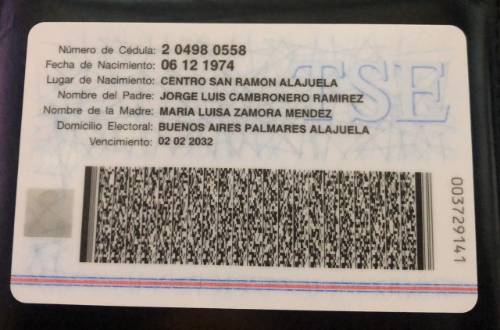 Número de Cédula: 2 0498 0558
Fecha de Nacimiento: 06 12 1974
Lugar de Nacimiento: CENTRO SAN RAMON ALAJUELA
Nombre del Padre: JORGE LUIS CAMBRONERO RAMIREZ
Nombre de la Madre: MARIA LUISA ZAMORA MENDEZ
Domicilio Electoral: BUENOS AIRES PALMARES ALAJUELA
Vencimiento: 02 02 2032
TSE
003729141